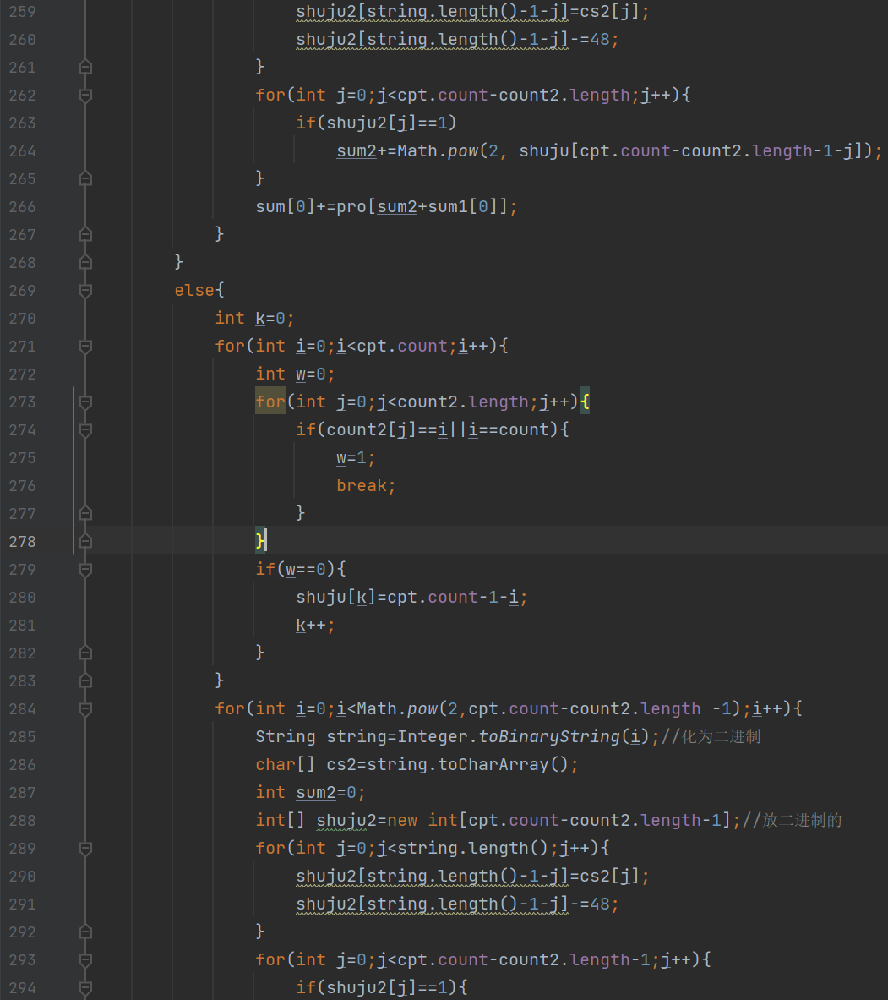 259 shuju2[string.length()-1-j]=cs2[j];
260 shuju2[string.length()-1-j]-=48;
261 }
262 for(int j=0;j<cpt.count-count2.length;j++){
263 if(shuju2[j]==1)
264 sum2+=Math.pow(2, shuju[cpt.count-count2.length-1-j]);
265 }
266 sum[0]+=pro[sum2+sum1[0]];
267 }
268 }
269 else{
270 int k=0;
271 for(int i=0;i<cpt.count;i++){
272 int w=0;
273 for(int j=0;j<count2.length;j++){
274 if(count2[j]==i||i==count){
275 w=1;
276 break;
277 }
278 }
279 if(w==0){
280 shuju[k]=cpt.count-1-i;
281 k++;
282 }
283 }
284 for(int i=0;i<Math.pow(2,cpt.count-count2.length -1);i++){
285 String string=Integer.toBinaryString(i);//化为二进制
286 char[] cs2=string.toCharArray();
287 int sum2=0;
288 int[] shuju2=new int[cpt.count-count2.length-1];//放二进制的
289 for(int j=0;j<string.length();j++){
290 shuju2[string.length()-1-j]=cs2[j];
291 shuju2[string.length()-1-j]-=48;
292 }
293 for(int j=0;j<cpt.count-count2.length-1;j++){
294 if(shuju2[j]==1){